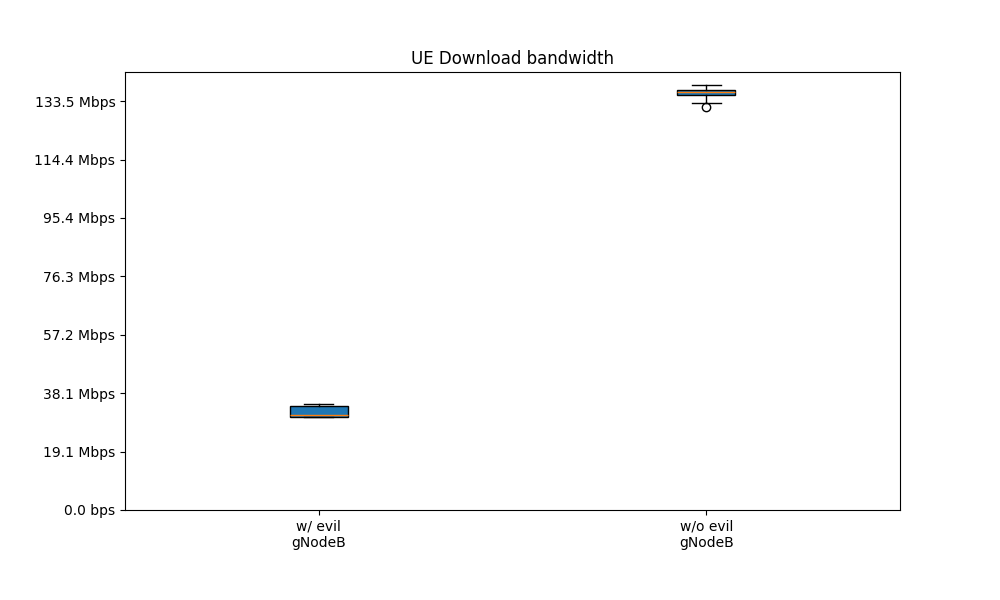 UE Download bandwidth
133.5 Mbps
114.4 Mbps
95.4 Mbps
76.3 Mbps
57.2 Mbps
38.1 Mbps
19.1 Mbps
0.0 bps
w/ evil
gNodeB
w/o evil
gNodeB